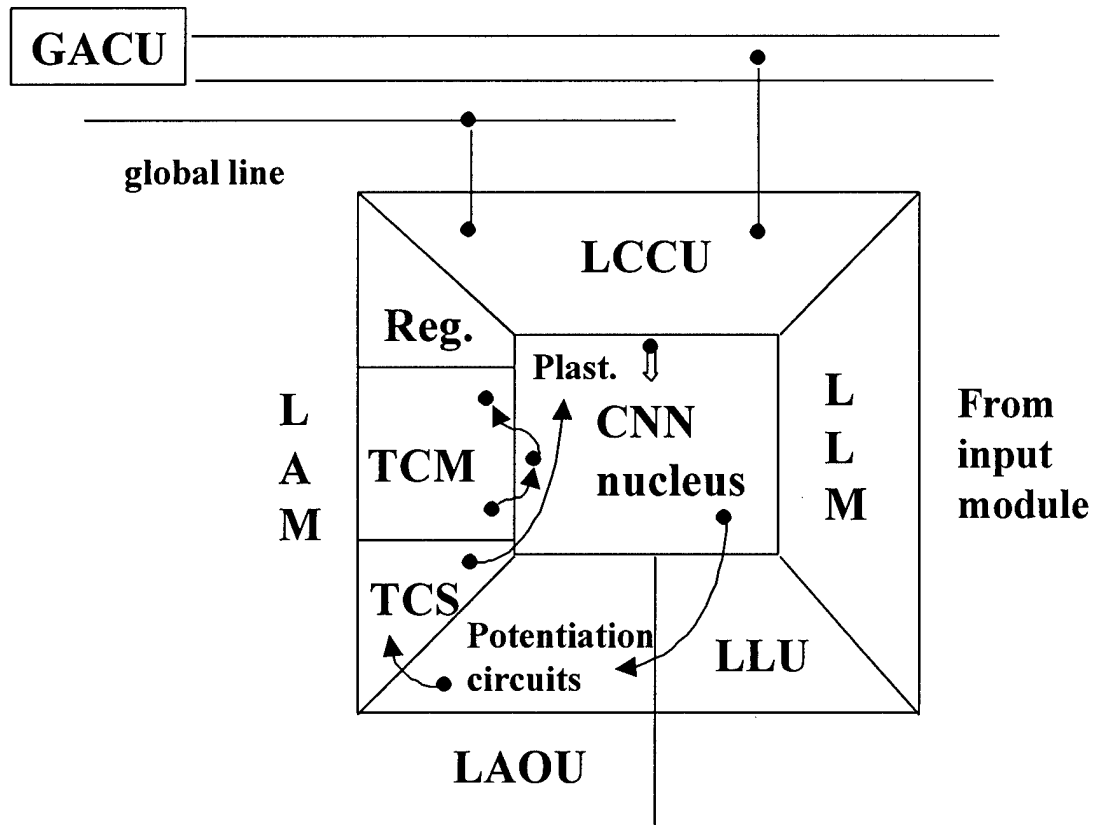 GACU
global line
LCCU
Reg.
Plast.
CNN
nucleus
L
A
M
TCM
L
L
M
From
input
module
TCS
Potentiation
circuits
LLU
LAOU